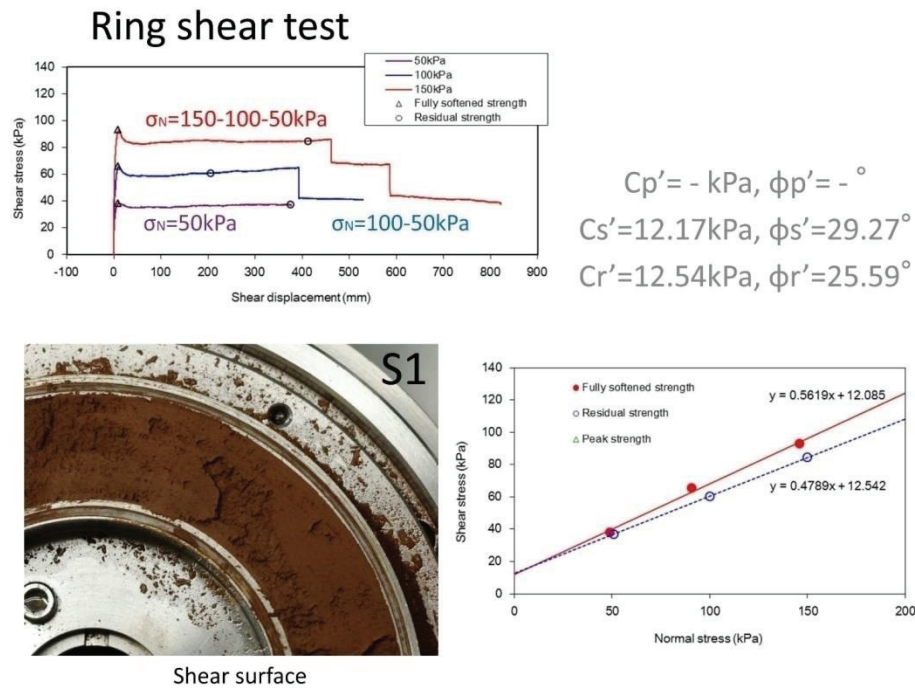 Ring shear test
140
120
100
80
60
40
20
0
Shear stress (kPa)
-100 0 100 200 300 400 500 600 700 800 900
Shear displacement (mm)
50kPa
100kPa
150kPa
Fully softened strength
Residual strength
σN=150-100-50kPa
σN=50kPa
σN=100-50kPa
Cp’= - kPa, ϕp’= - °
Cs’=12.17kPa, ϕs’=29.27°
Cr’=12.54kPa, ϕr’=25.59°
S1
Shear surface
140
120
100
80
60
40
20
0
Shear stress (kPa)
Fully softened strength
Residual strength
Peak strength
y = 0.5619x + 12.085
y = 0.4789x + 12.542
0 50 100 150 200
Normal stress (kPa)